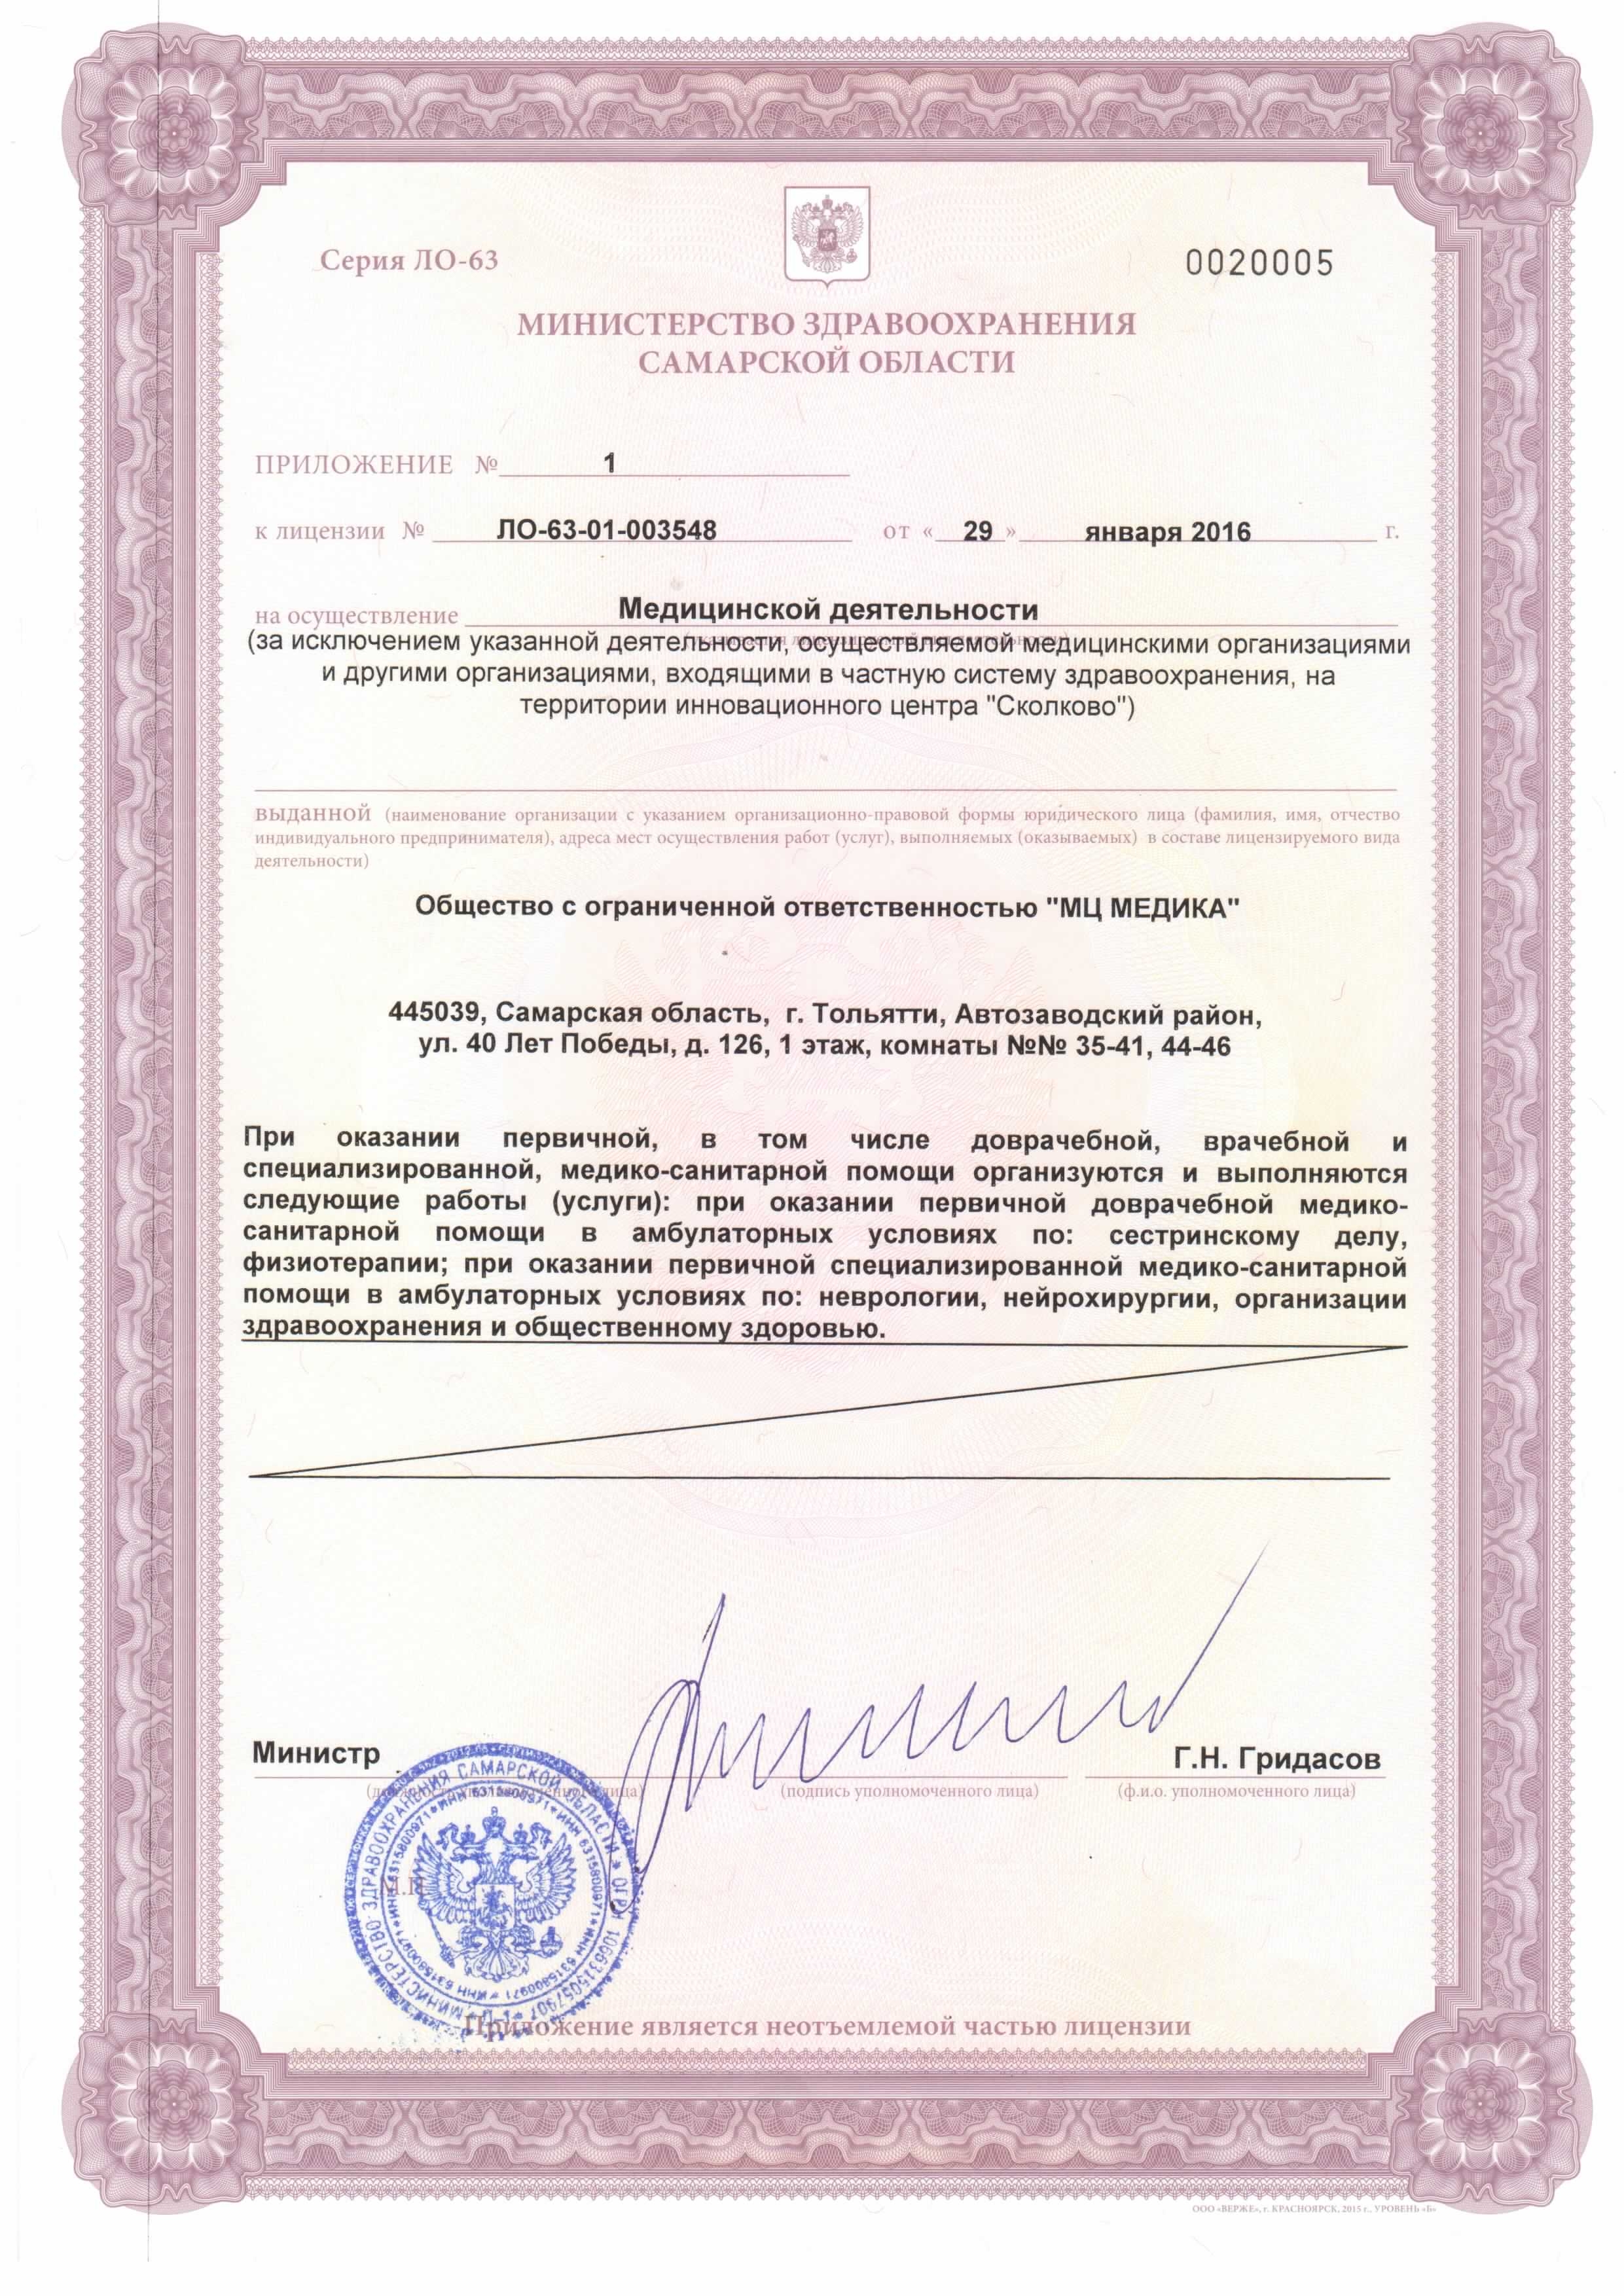 Серия ЛО-63
0020005
МИНИСТЕРСТВО ЗДРАВООХРАНЕНИЯ
САМАРСКОЙ ОБЛАСТИ
ПРИЛОЖЕНИЕ № 1
к лицензии № ЛО-63-01-003548 от « 29 » января 2016 г.
на осуществление Медицинской деятельности
(за исключением указанной деятельности, осуществляемой медицинскими организациями
и другими организациями, входящими в частную систему здравоохранения, на
территории инновационного центра "Сколково")
выданной (наименование организации с указанием организационно-правовой формы юридического лица (фамилия, имя, отчество
индивидуального предпринимателя), адреса мест осуществления работ (услуг), выполняемых (оказываемых) в составе лицензируемого вида
деятельности)
Общество с ограниченной ответственностью "МЦ МЕДИКА"
445039, Самарская область, г. Тольятти, Автозаводский район,
ул. 40 Лет Победы, д. 126, 1 этаж, комнаты №№ 35-41, 44-46
При оказании первичной, в том числе доврачебной, врачебной и
специализированной, медико-санитарной помощи организуются и выполняются
следующие работы (услуги): при оказании первичной доврачебной медико-
санитарной помощи в амбулаторных условиях по: сестринскому делу,
физиотерапии; при оказании первичной специализированной медико-санитарной
помощи в амбулаторных условиях по: неврологии, нейрохирургии, организации
здравоохранения и общественному здоровью.
Министр
Г.Н. Гридасов
(подпись уполномоченного лица)
(ф.и.о. уполномоченного лица)
М.П.
МИНИСТЕРСТВО ЗДРАВООХРАНЕНИЯ САМАРСКОЙ ОБЛАСТИ * ОГРН 1066315057907
ИНН 6315800971 * ИНН 6315800971 * ИНН 6315800971
Приложение является неотъемлемой частью лицензии
ООО «ВЕРЖЕ», г. КРАСНОЯРСК, 2015 г., УРОВЕНЬ «Б»